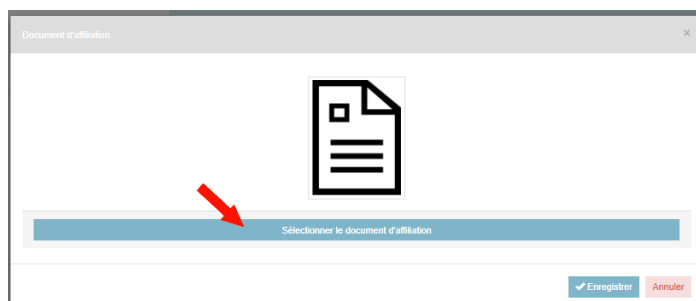 Document d'affiliation ×
Sélectionner le document d'affiliation
✔ Enregistrer Annuler